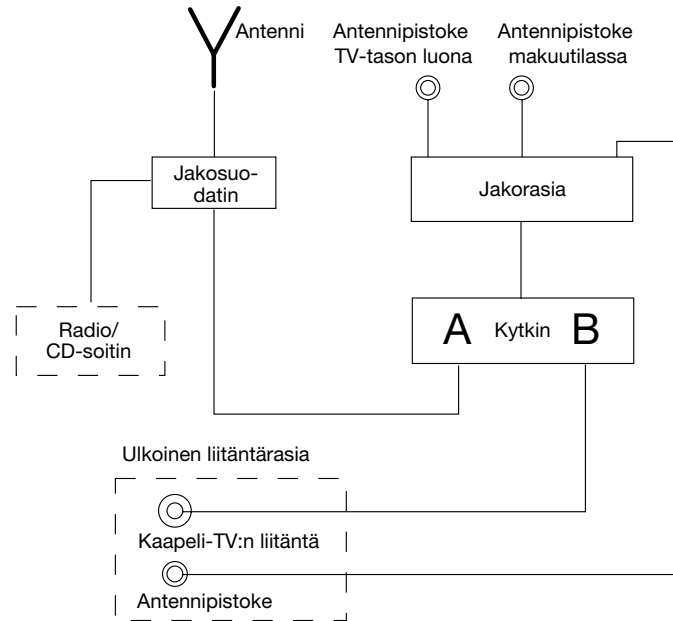 Antenni
Antennipistoke
TV-tason luona
Antennipistoke
makuutilassa
Jakosuo-
datin
Jakorasia
Radio/
CD-soitin
A Kytkin B
Ulkoinen liitäntärasia
Kaapeli-TV:n liitäntä
Antennipistoke